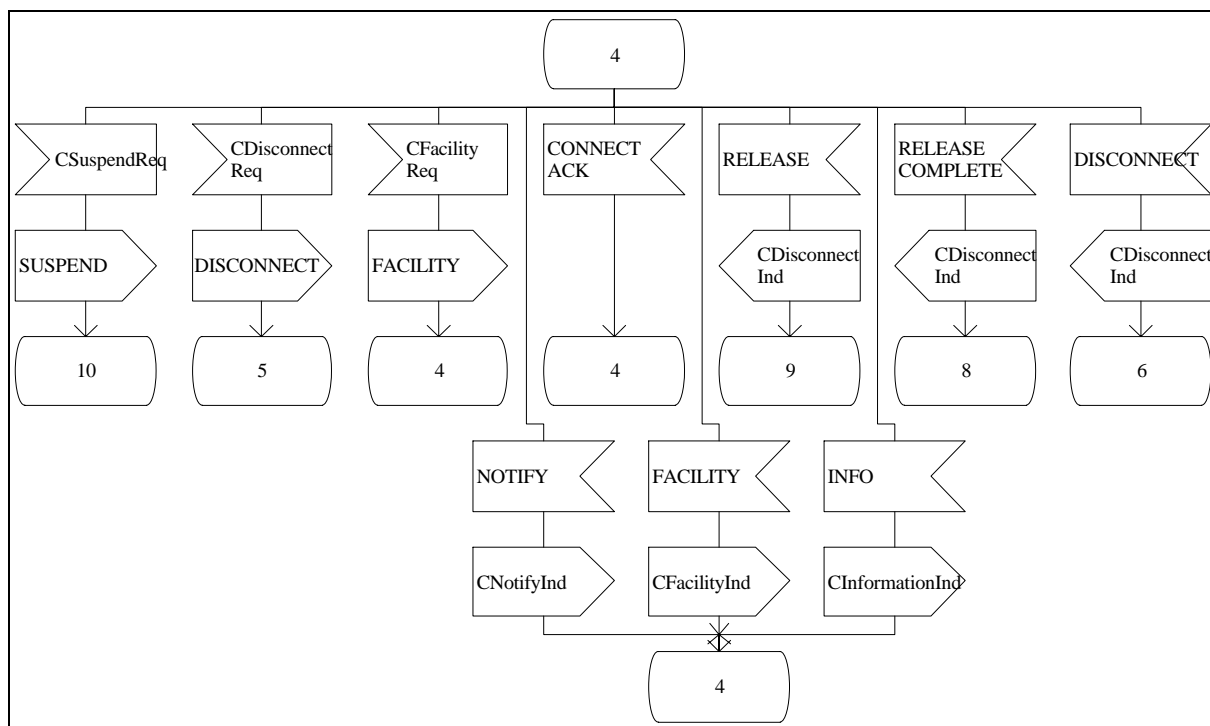 4
CSuspendReq
CDisconnect
Req
CFacility
Req
CONNECT
ACK
RELEASE
RELEASE
COMPLETE
DISCONNECT
SUSPEND
DISCONNECT
FACILITY
CDisconnect
Ind
CDisconnect
Ind
CDisconnect
Ind
10
5
4
4
9
8
6
NOTIFY
FACILITY
INFO
CNotifyInd
CFacilityInd
CInformationInd
4